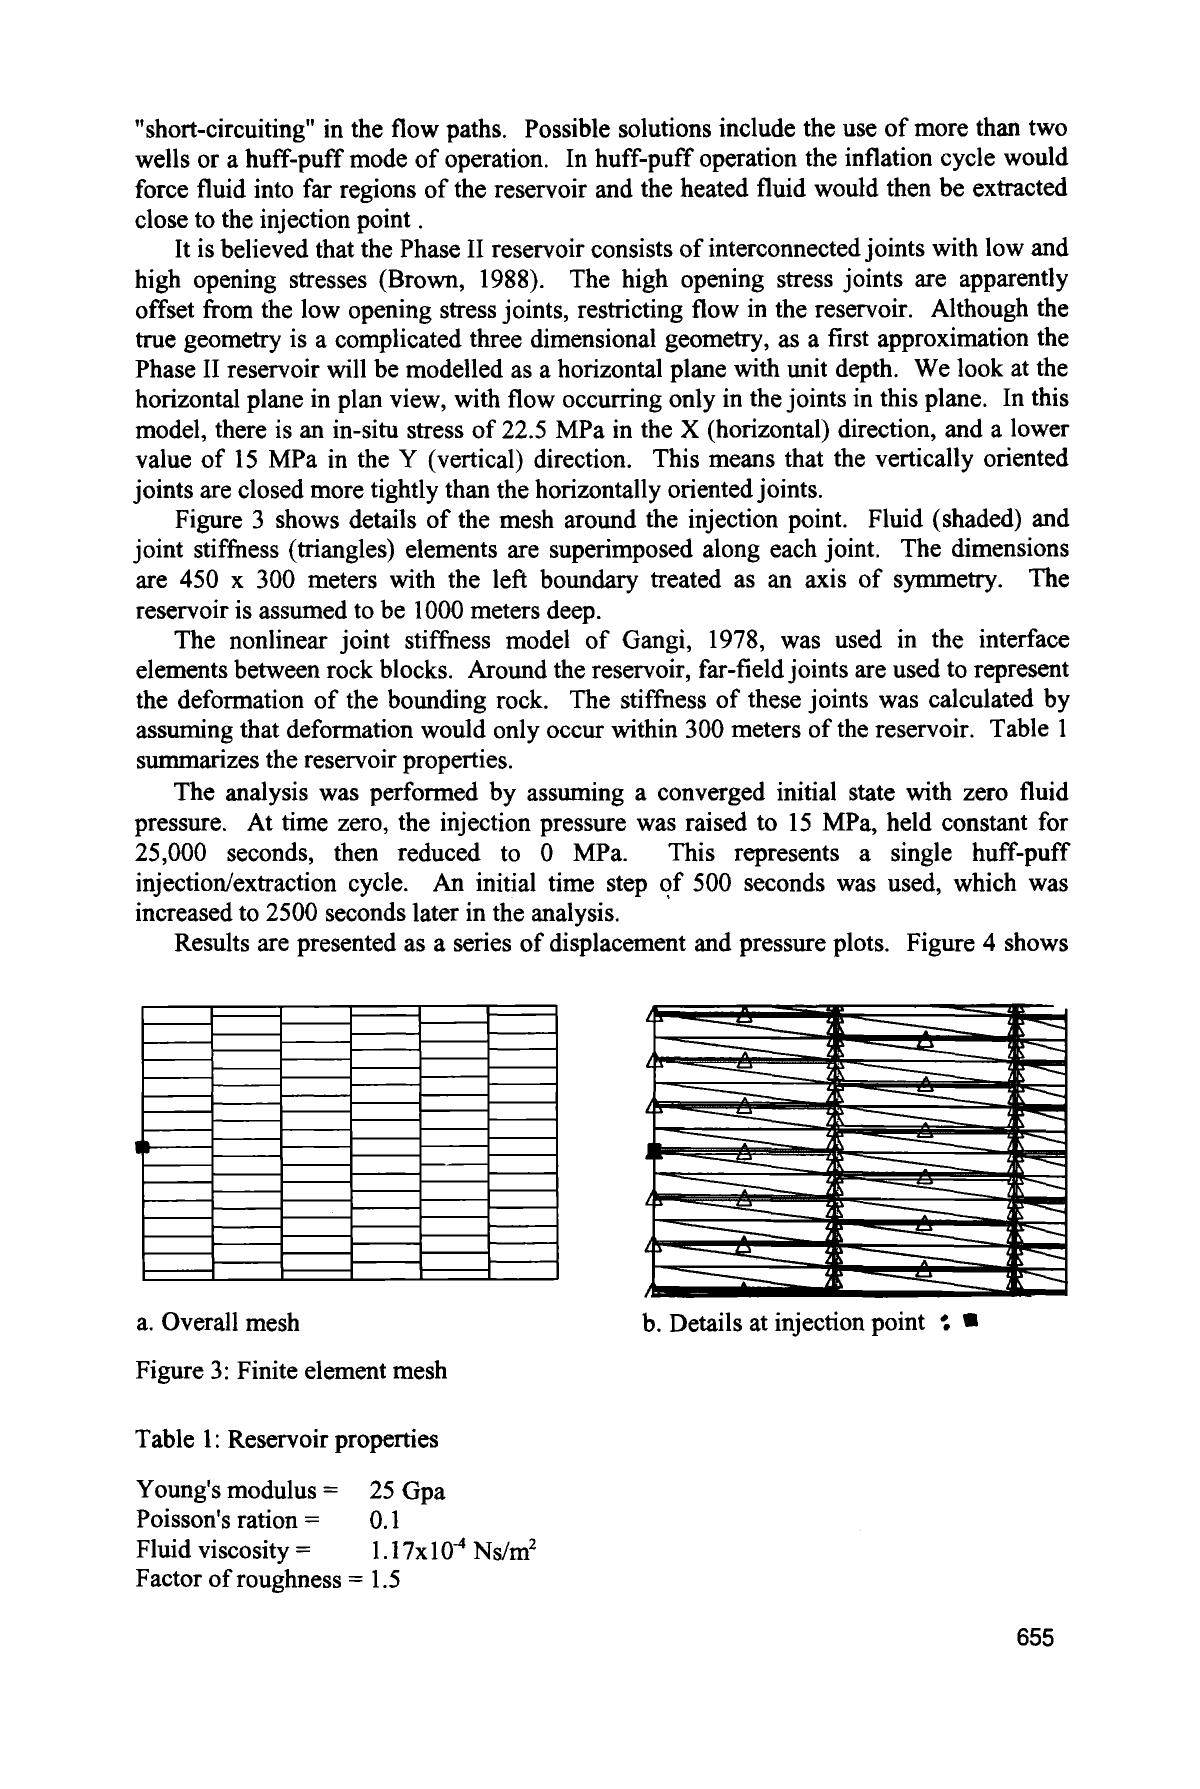 "short-circuiting" in the flow paths. Possible solutions include the use of more than two
wells or a huff-puff mode of operation. In huff-puff operation the inflation cycle would
force fluid into far regions of the reservoir and the heated fluid would then be extracted
close to the injection point .
It is believed that the Phase II reservoir consists of interconnected joints with low and
high opening stresses (Brown, 1988). The high opening stress joints are apparently
offset from the low opening stress joints, restricting flow in the reservoir. Although the
true geometry is a complicated three dimensional geometry, as a first approximation the
Phase II reservoir will be modelled as a horizontal plane with unit depth. We look at the
horizontal plane in plan view, with flow occurring only in the joints in this plane. In this
model, there is an in-situ stress of 22.5 MPa in the X (horizontal) direction, and a lower
value of 15 MPa in the Y (vertical) direction. This means that the vertically oriented
joints are closed more tightly than the horizontally oriented joints.
Figure 3 shows details of the mesh around the injection point. Fluid (shaded) and
joint stiffness (triangles) elements are superimposed along each joint. The dimensions
are 450 x 300 meters with the left boundary treated as an axis of symmetry. The
reservoir is assumed to be 1000 meters deep.
The nonlinear joint stiffness model of Gangi, 1978, was used in the interface
elements between rock blocks. Around the reservoir, far-field joints are used to represent
the deformation of the bounding rock. The stiffness of these joints was calculated by
assuming that deformation would only occur within 300 meters of the reservoir. Table 1
summarizes the reservoir properties.
The analysis was performed by assuming a converged initial state with zero fluid
pressure. At time zero, the injection pressure was raised to 15 MPa, held constant for
25,000 seconds, then reduced to 0 MPa. This represents a single huff-puff
injection/extraction cycle. An initial time step of 500 seconds was used, which was
increased to 2500 seconds later in the analysis.
Results are presented as a series of displacement and pressure plots. Figure 4 shows
a. Overall mesh
b. Details at injection point : ■
Figure 3: Finite element mesh
Table 1: Reservoir properties
Young's modulus = 25 Gpa
Poisson's ration = 0.1
Fluid viscosity = 1.17x10⁻⁴ Ns/m²
Factor of roughness = 1.5
655